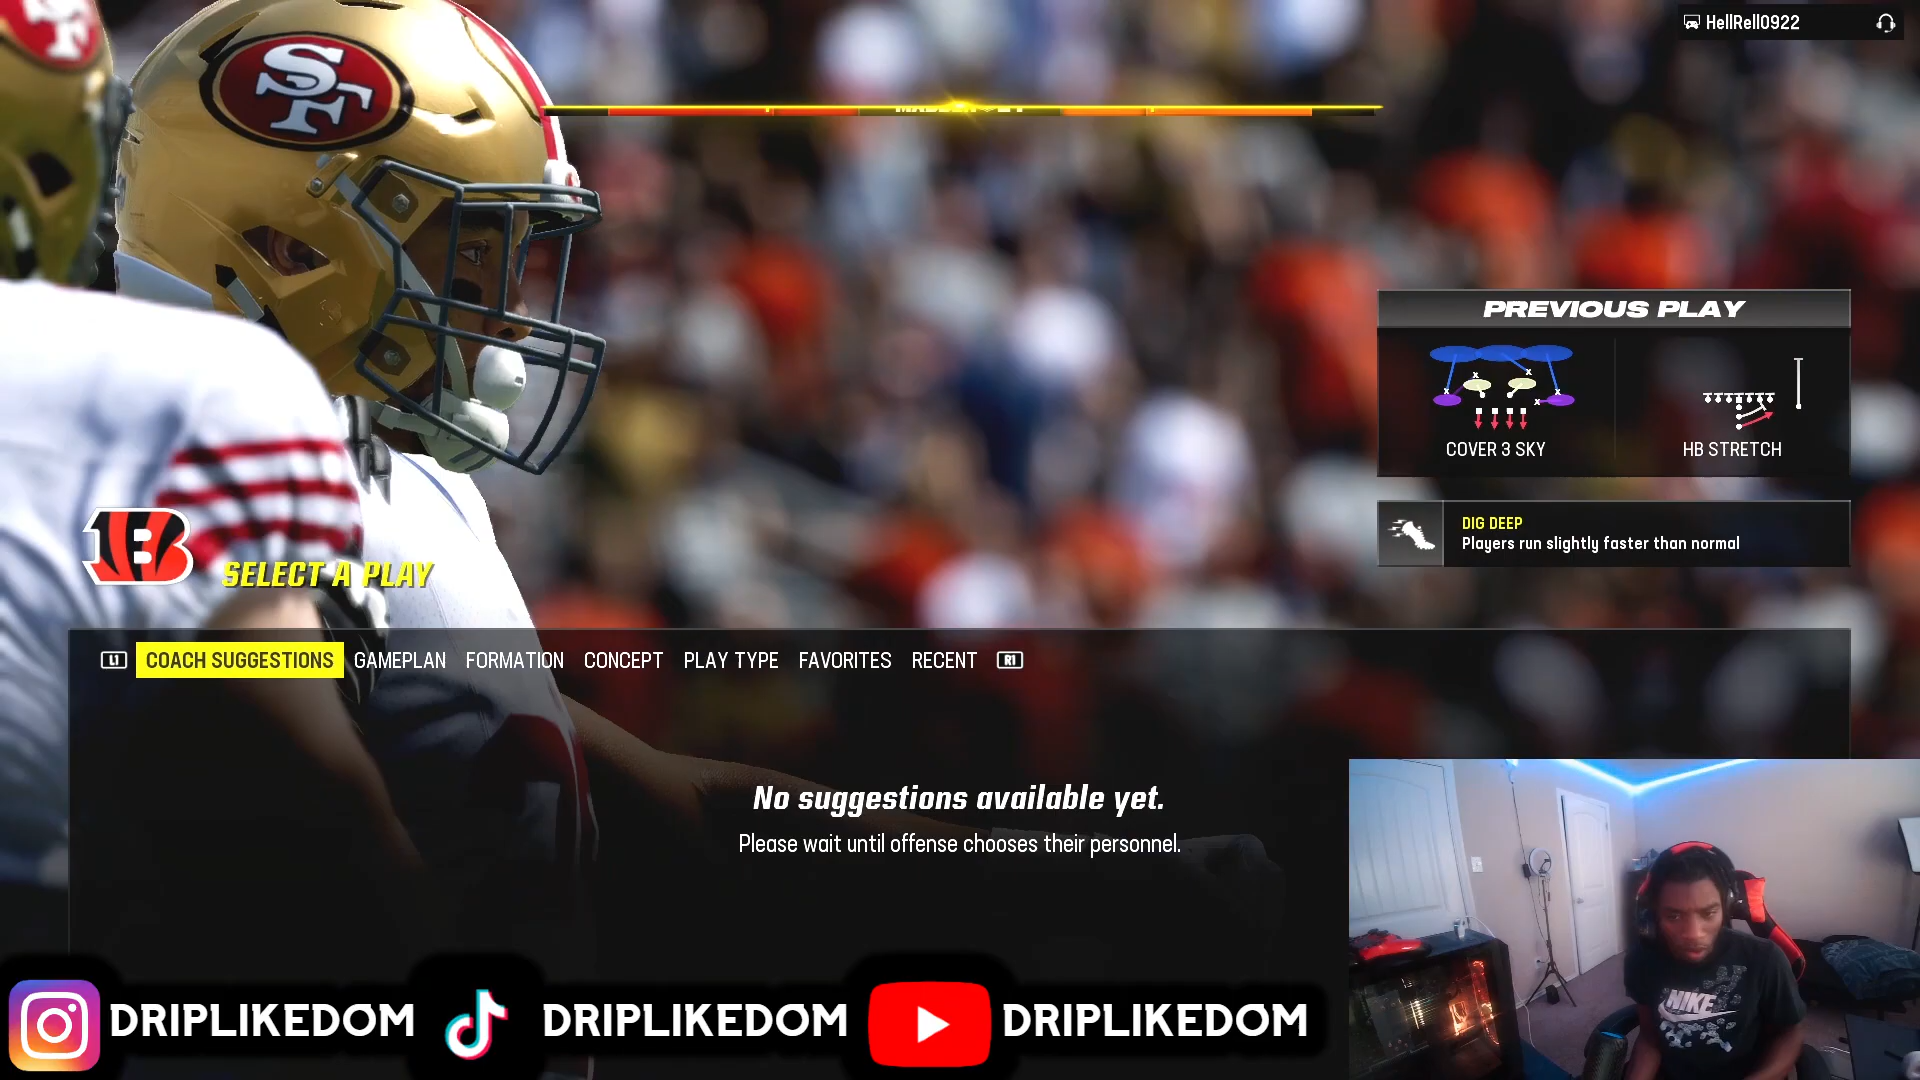 HellRell0922
SF
PREVIOUS PLAY
COVER 3 SKY
HB STRETCH
DIG DEEP
Players run slightly faster than normal
B
SELECT A PLAY
L1 COACH SUGGESTIONS GAMEPLAN FORMATION CONCEPT PLAY TYPE FAVORITES RECENT R1
No suggestions available yet.
Please wait until offense chooses their personnel.
NIKE
DRIPLIKEDOM DRIPLIKEDOM DRIPLIKEDOM